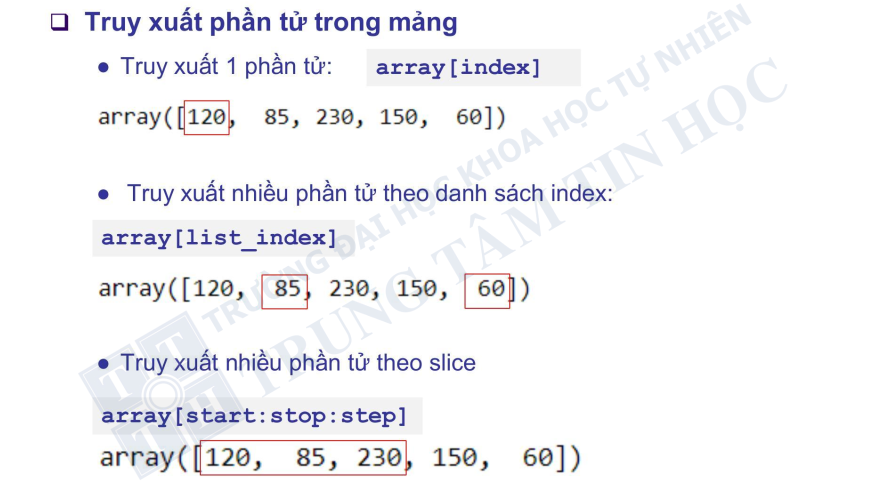 ❑ Truy xuất phần tử trong mảng
● Truy xuất 1 phần tử: array[index]
array([120, 85, 230, 150, 60])
● Truy xuất nhiều phần tử theo danh sách index:
array[list_index]
array([120, 85, 230, 150, 60])
● Truy xuất nhiều phần tử theo slice
array[start:stop:step]
array([120, 85, 230, 150, 60])
TRƯỜNG ĐẠI HỌC KHOA HỌC TỰ NHIÊN
TRUNG TÂM TIN HỌC